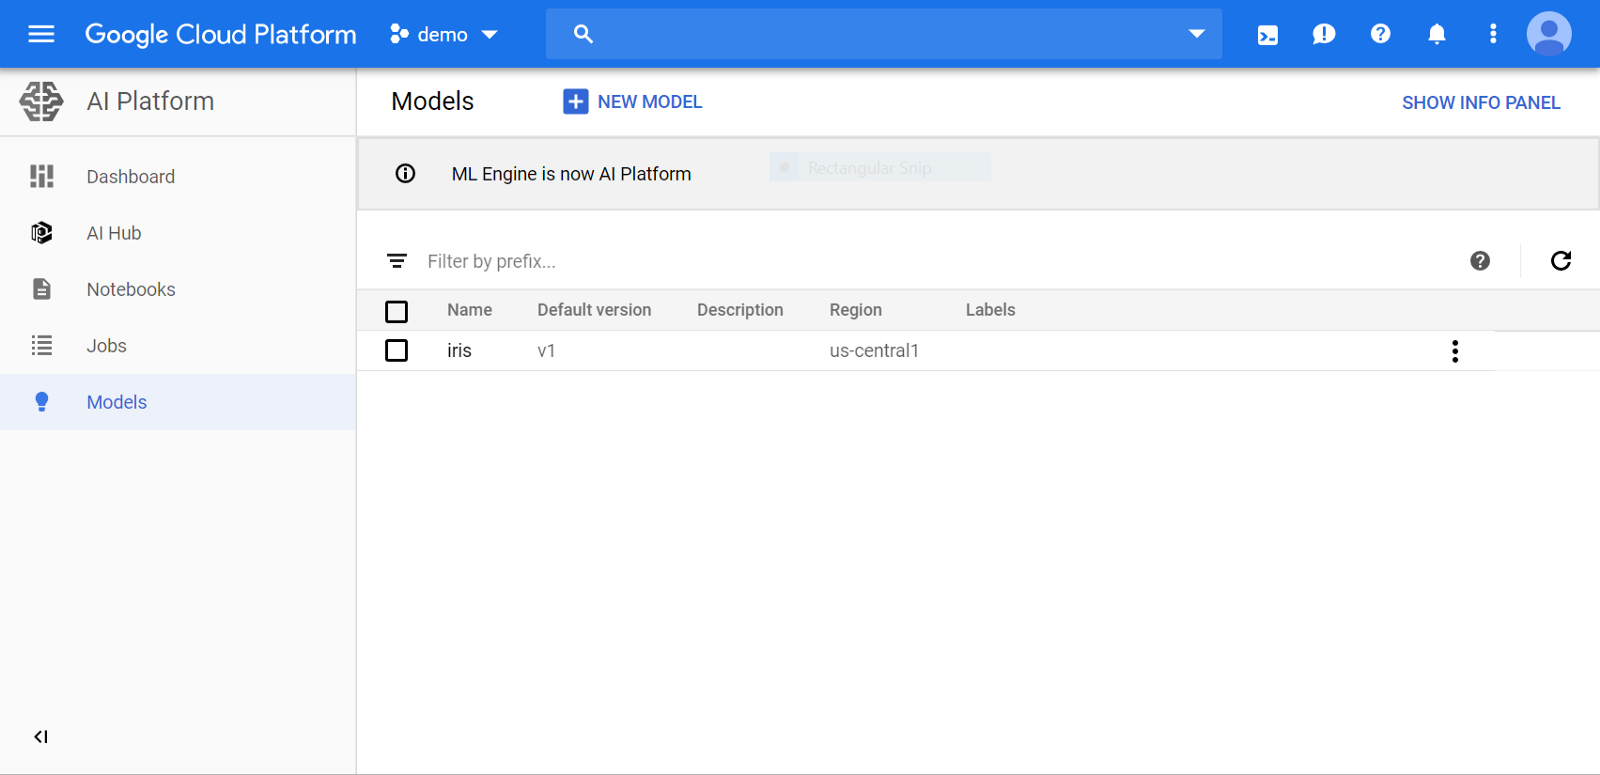 Google Cloud Platform
demo
AI Platform
Models
NEW MODEL
SHOW INFO PANEL
ML Engine is now AI Platform
Rectangular Snip
Dashboard
AI Hub
Notebooks
Jobs
Models
Filter by prefix...
Name Default version Description Region Labels
iris v1 us-central1